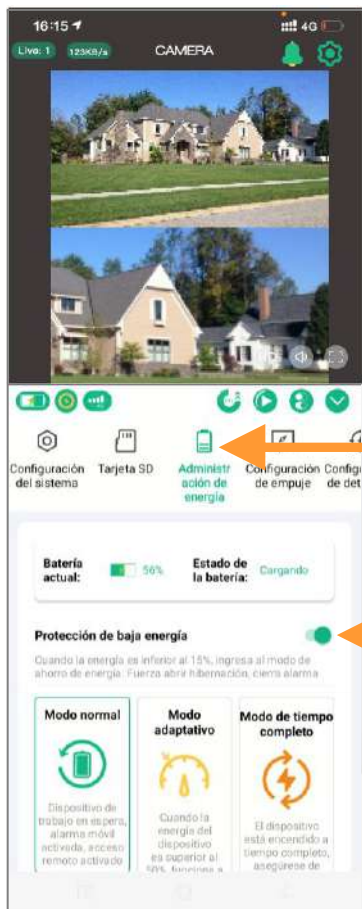 16:15
4G
Live: 1
123KB/s
CAMERA
Configuración
del sistema
Tarjeta SD
Administr
ación de
energía
Configuración
de empuje
Config
de det
Batería
actual:
56%
Estado de
la batería:
Cargando
Protección de baja energía
Cuando la energía es inferior al 15%, ingresa al modo de
ahorro de energía: Fuerza abrir hibernación, cierra alarma
Modo normal
Dispositivo de
trabajo en espera,
alarma móvil
activada, acceso
remoto activado
Modo
adaptativo
Cuando la
energía del
dispositivo
es superior al
50%, funciona a
Modo de tiempo
completo
El dispositivo
está encendido a
tiempo completo,
asegúrese de